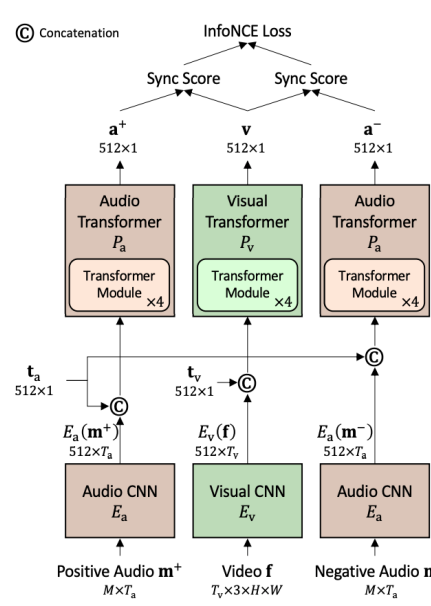 © Concatenation
InfoNCE Loss
Sync Score Sync Score
a⁺ v a⁻
512×1 512×1 512×1
Audio Transformer Pₐ
Transformer Module ×4
Visual Transformer Pᵥ
Transformer Module ×4
Audio Transformer Pₐ
Transformer Module ×4
tₐ
512×1
tᵥ
512×1
©
©
©
Eₐ(m⁺)
512×Tₐ
Eᵥ(f)
512×Tᵥ
Eₐ(m⁻)
512×Tₐ
Audio CNN
Eₐ
Visual CNN
Eᵥ
Audio CNN
Eₐ
Positive Audio m⁺
M×Tₐ
Video f
Tᵥ×3×H×W
Negative Audio
M×Tₐ